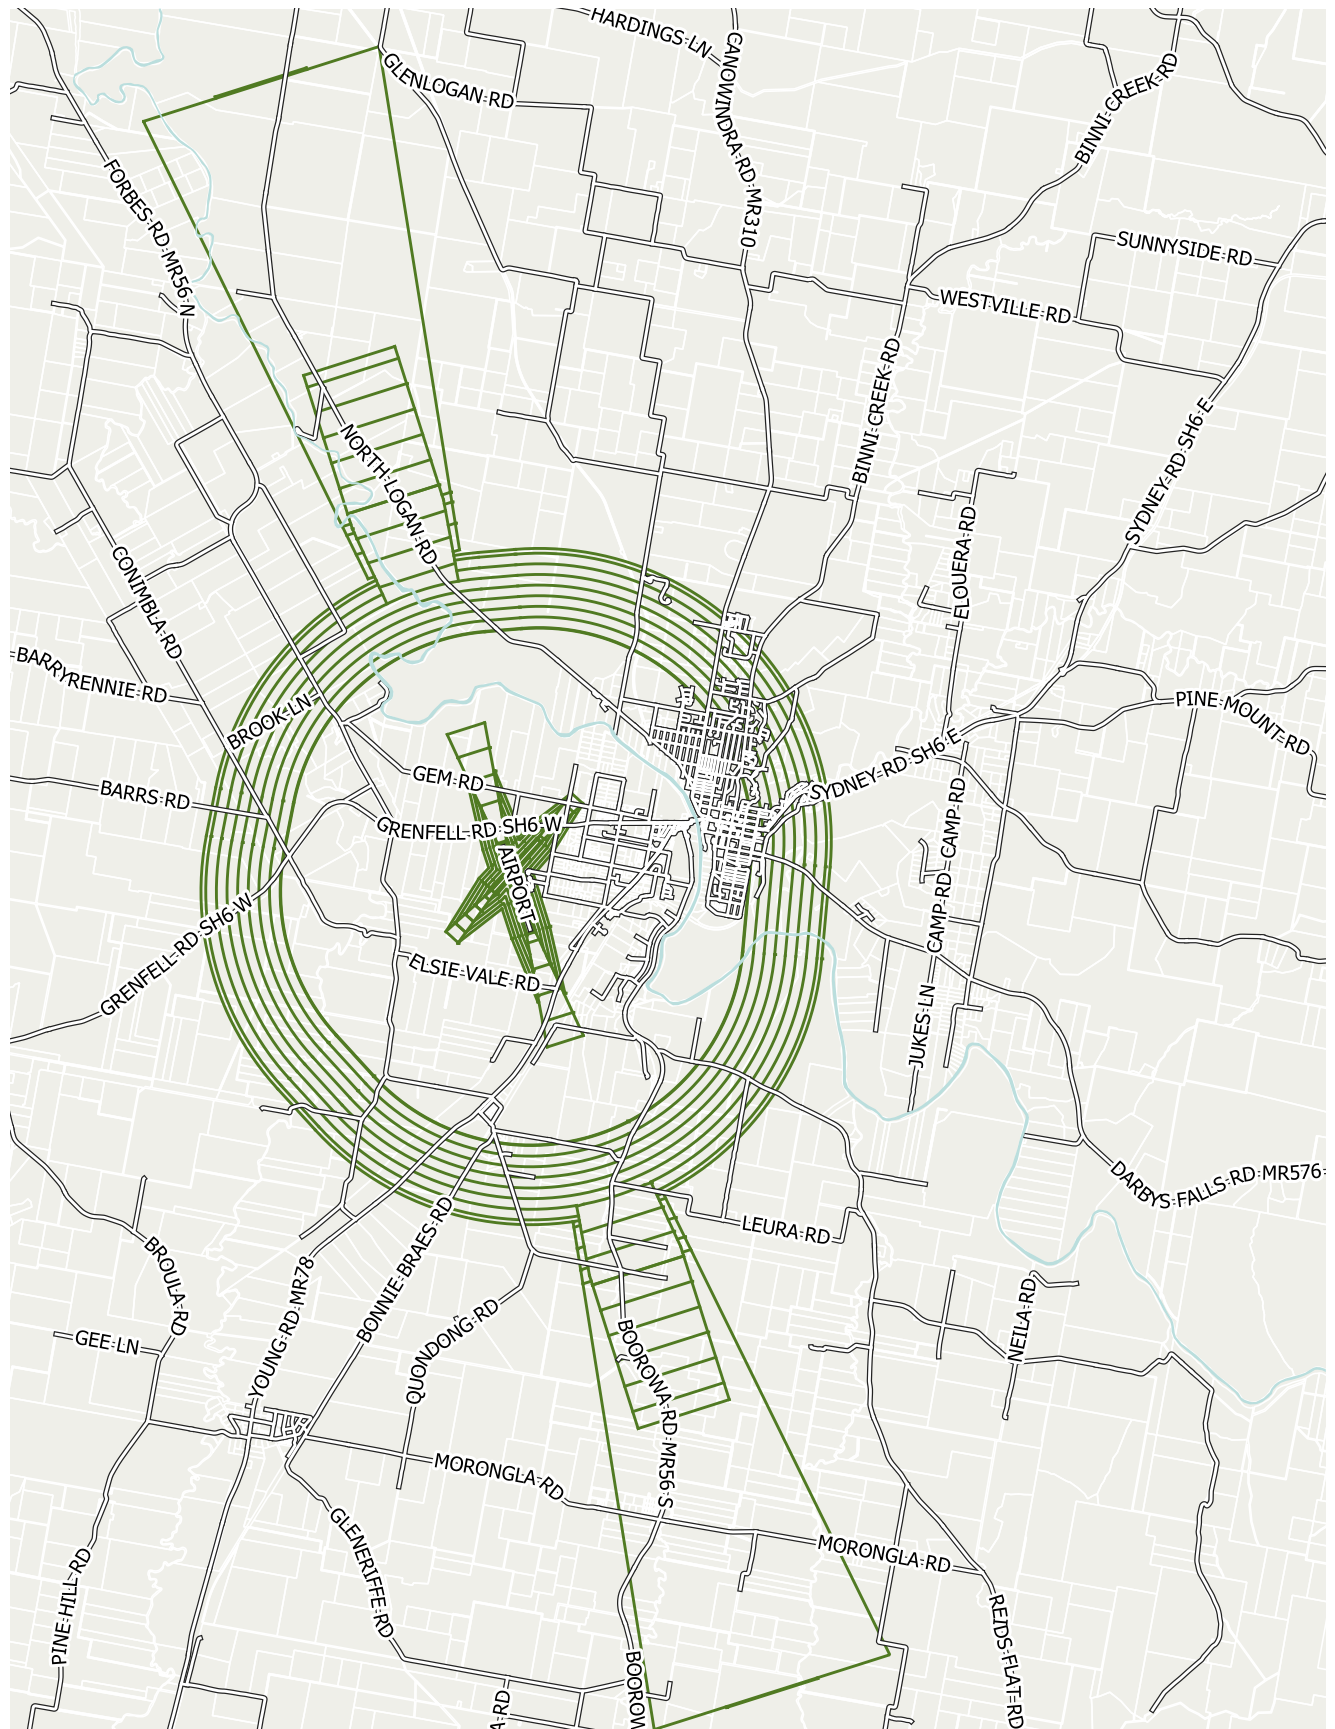 HARDINGS LN
CANOWINDRA RD MR310
GLENLOGAN RD
BINNI CREEK RD
FORBES RD MR56 N
SUNNYSIDE RD
WESTVILLE RD
BINNI CREEK RD
SYDNEY RD SH6 E
NORTH LOGAN RD
ELOUERA RD
CONIMBLA RD
BARRYRENNIE RD
BROOK LN
PINE MOUNT RD
SYDNEY RD SH6 E
GEM RD
BARRS RD
GRENFELL RD SH6 W
CAMP RD
AIRPORT
CAMP RD
GRENFELL RD SH6 W
ELSIE VALE RD
JUKES LN
DARBYS FALLS RD MR576
LEURA RD
BONNIE BRAES RD
BROULA RD
YOUNG RD MR78
QUONDONG RD
NEILA RD
GEE LN
BOOROWA RD MR56 S
MORONGLA RD
MORONGLA RD
GLENERIFFE RD
PINE HILL RD
REIDS FLAT RD
BOOROW
A RD